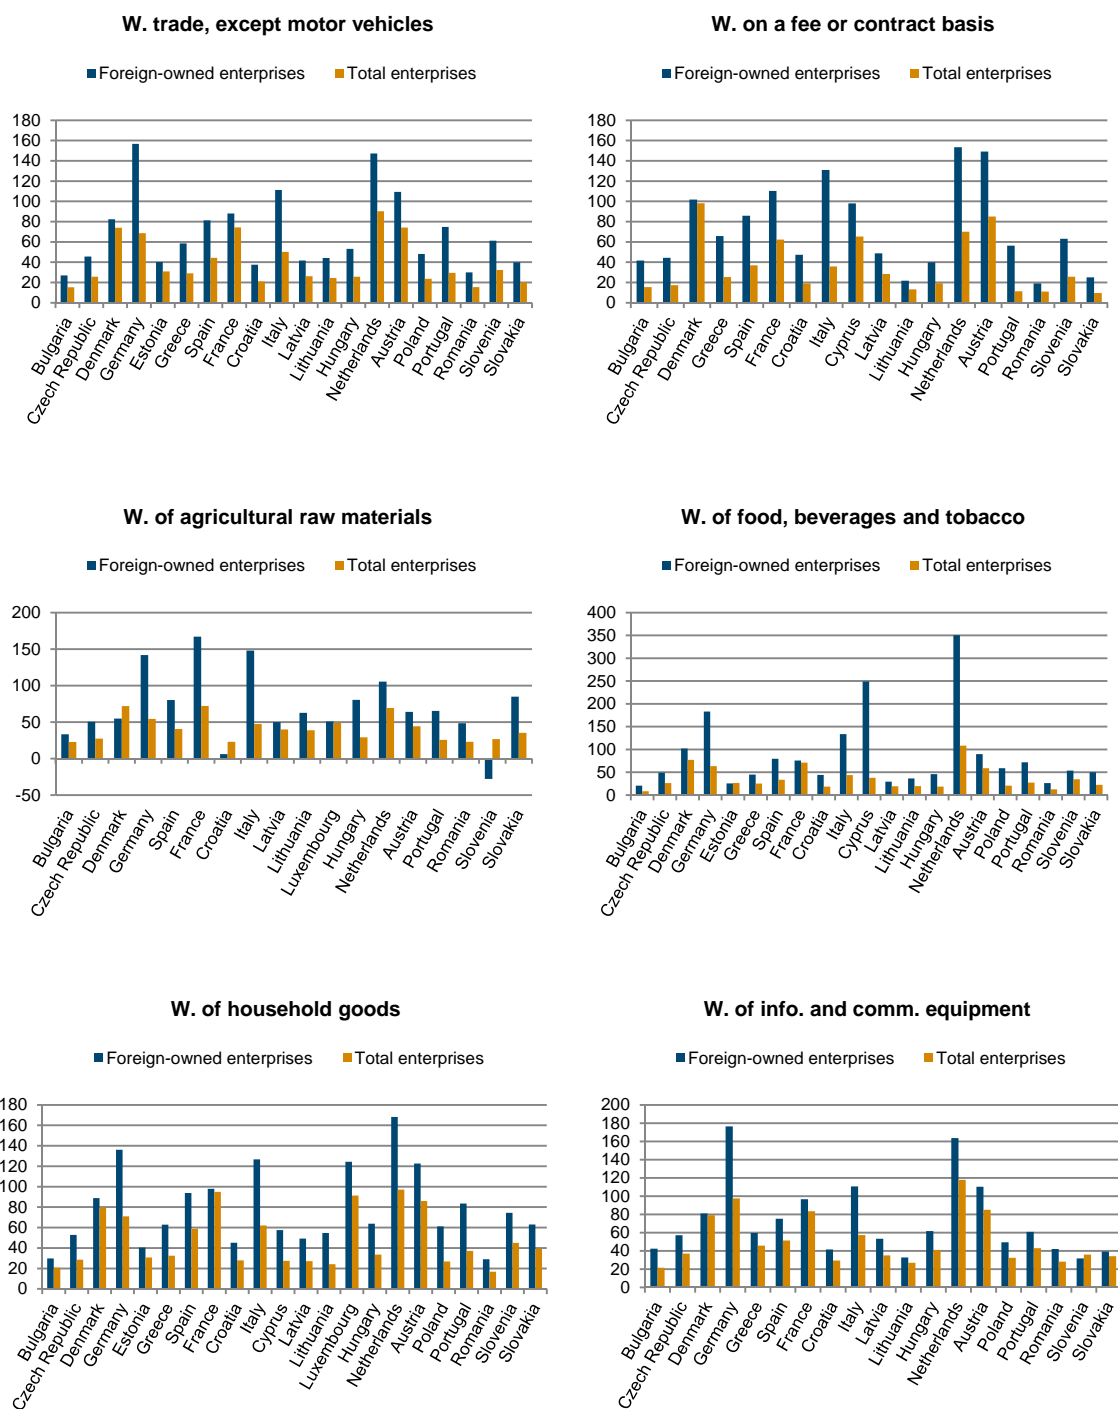 W. trade, except motor vehicles
Foreign-owned enterprises Total enterprises
180
160
140
120
100
80
60
40
20
0
Bulgaria
Czech Republic
Denmark
Germany
Estonia
Greece
Spain
France
Croatia
Italy
Latvia
Lithuania
Hungary
Netherlands
Austria
Poland
Portugal
Romania
Slovenia
Slovakia
W. on a fee or contract basis
Foreign-owned enterprises Total enterprises
180
160
140
120
100
80
60
40
20
0
Bulgaria
Czech Republic
Denmark
Greece
Spain
France
Croatia
Italy
Cyprus
Latvia
Lithuania
Hungary
Netherlands
Austria
Portugal
Romania
Slovenia
Slovakia
W. of agricultural raw materials
Foreign-owned enterprises Total enterprises
200
150
100
50
0
-50
Bulgaria
Czech Republic
Denmark
Germany
Spain
France
Croatia
Italy
Latvia
Lithuania
Luxembourg
Hungary
Netherlands
Austria
Portugal
Romania
Slovenia
Slovakia
W. of food, beverages and tobacco
Foreign-owned enterprises Total enterprises
400
350
300
250
200
150
100
50
0
Bulgaria
Czech Republic
Denmark
Germany
Estonia
Greece
Spain
France
Croatia
Italy
Cyprus
Latvia
Lithuania
Hungary
Netherlands
Austria
Poland
Portugal
Romania
Slovenia
Slovakia
W. of household goods
Foreign-owned enterprises Total enterprises
180
160
140
120
100
80
60
40
20
0
Bulgaria
Czech Republic
Denmark
Germany
Estonia
Greece
Spain
France
Croatia
Italy
Cyprus
Latvia
Lithuania
Luxembourg
Hungary
Netherlands
Austria
Poland
Portugal
Romania
Slovenia
Slovakia
W. of info. and comm. equipment
Foreign-owned enterprises Total enterprises
200
180
160
140
120
100
80
60
40
20
0
Bulgaria
Czech Republic
Denmark
Germany
Greece
Spain
France
Croatia
Italy
Latvia
Lithuania
Hungary
Netherlands
Austria
Poland
Portugal
Romania
Slovenia
Slovakia